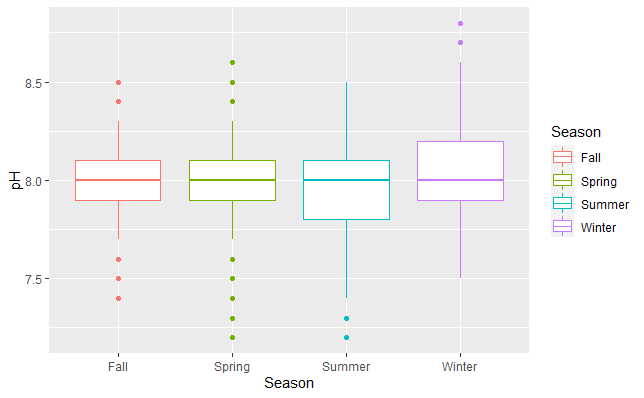 8.5
8.0
7.5
pH
Fall
Spring
Summer
Winter
Season
Season
Fall
Spring
Summer
Winter